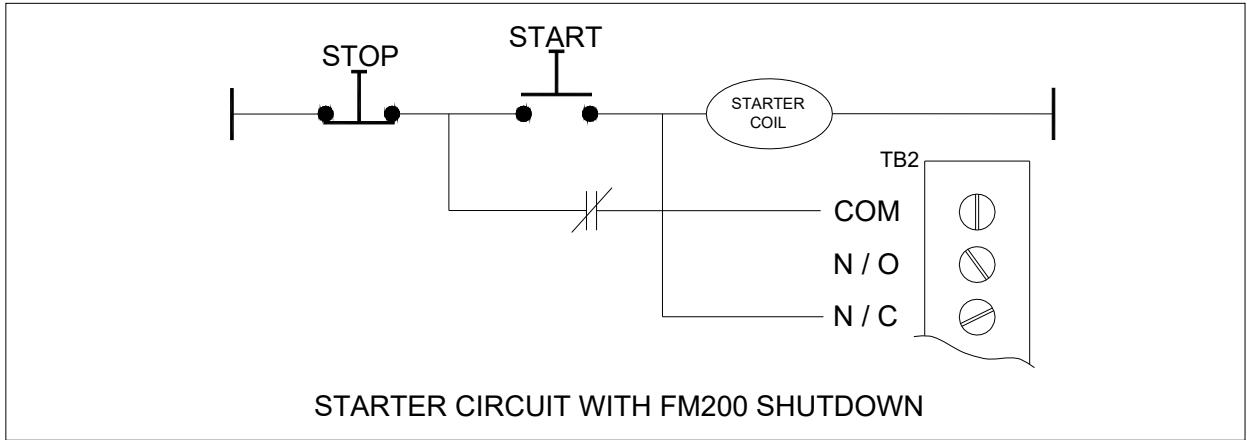 STOP
START
STARTER
COIL
TB2
COM
N / O
N / C
STARTER CIRCUIT WITH FM200 SHUTDOWN